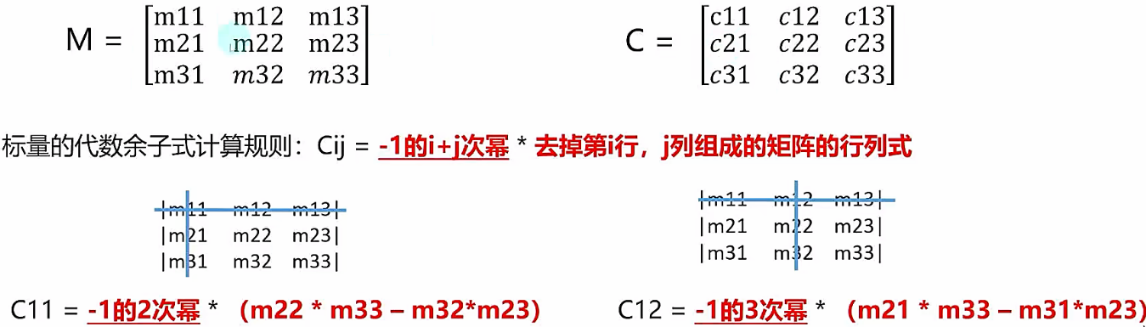 M = [m11 m12 m13]
[m21 m22 m23]
[m31 m32 m33]
C = [c11 c12 c13]
[c21 c22 c23]
[c31 c32 c33]
标量的代数余子式计算规则：Cij = -1的i+j次幂 * 去掉第i行，j列组成的矩阵的行列式
|m11 m12 m13|
|m21 m22 m23|
|m31 m32 m33|
|m11 m12 m13|
|m21 m22 m23|
|m31 m32 m33|
C11 = -1的2次幂 * （m22 * m33 – m32*m23）
C12 = -1的3次幂 * （m21 * m33 – m31*m23）